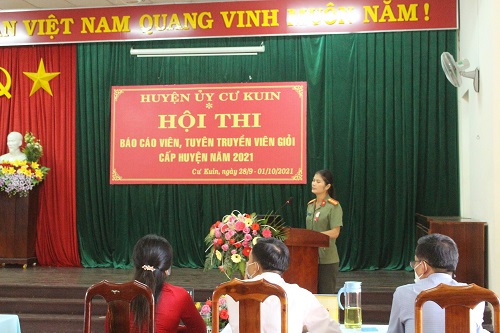 ẢN VIỆT NAM QUANG VINH MUÔN NĂM!
HUYỆN ỦY CƯ KUIN
*
HỘI THI
BÁO CÁO VIÊN, TUYÊN TRUYỀN VIÊN GIỎI
CẤP HUYỆN NĂM 2021
Cư Kuin, ngày 28/9 - 01/10/2021